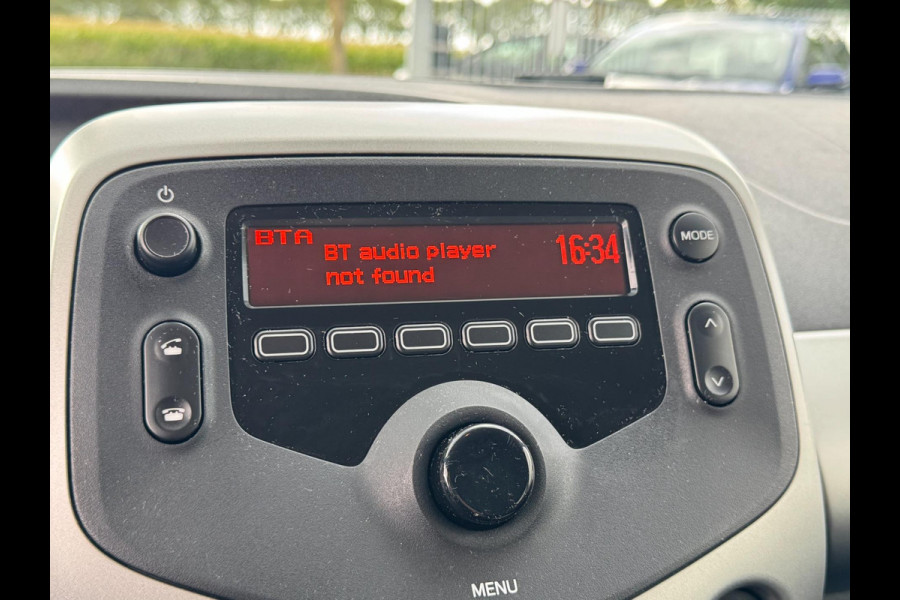 BTA
BT audio player
not found
16:34
MODE
MENU